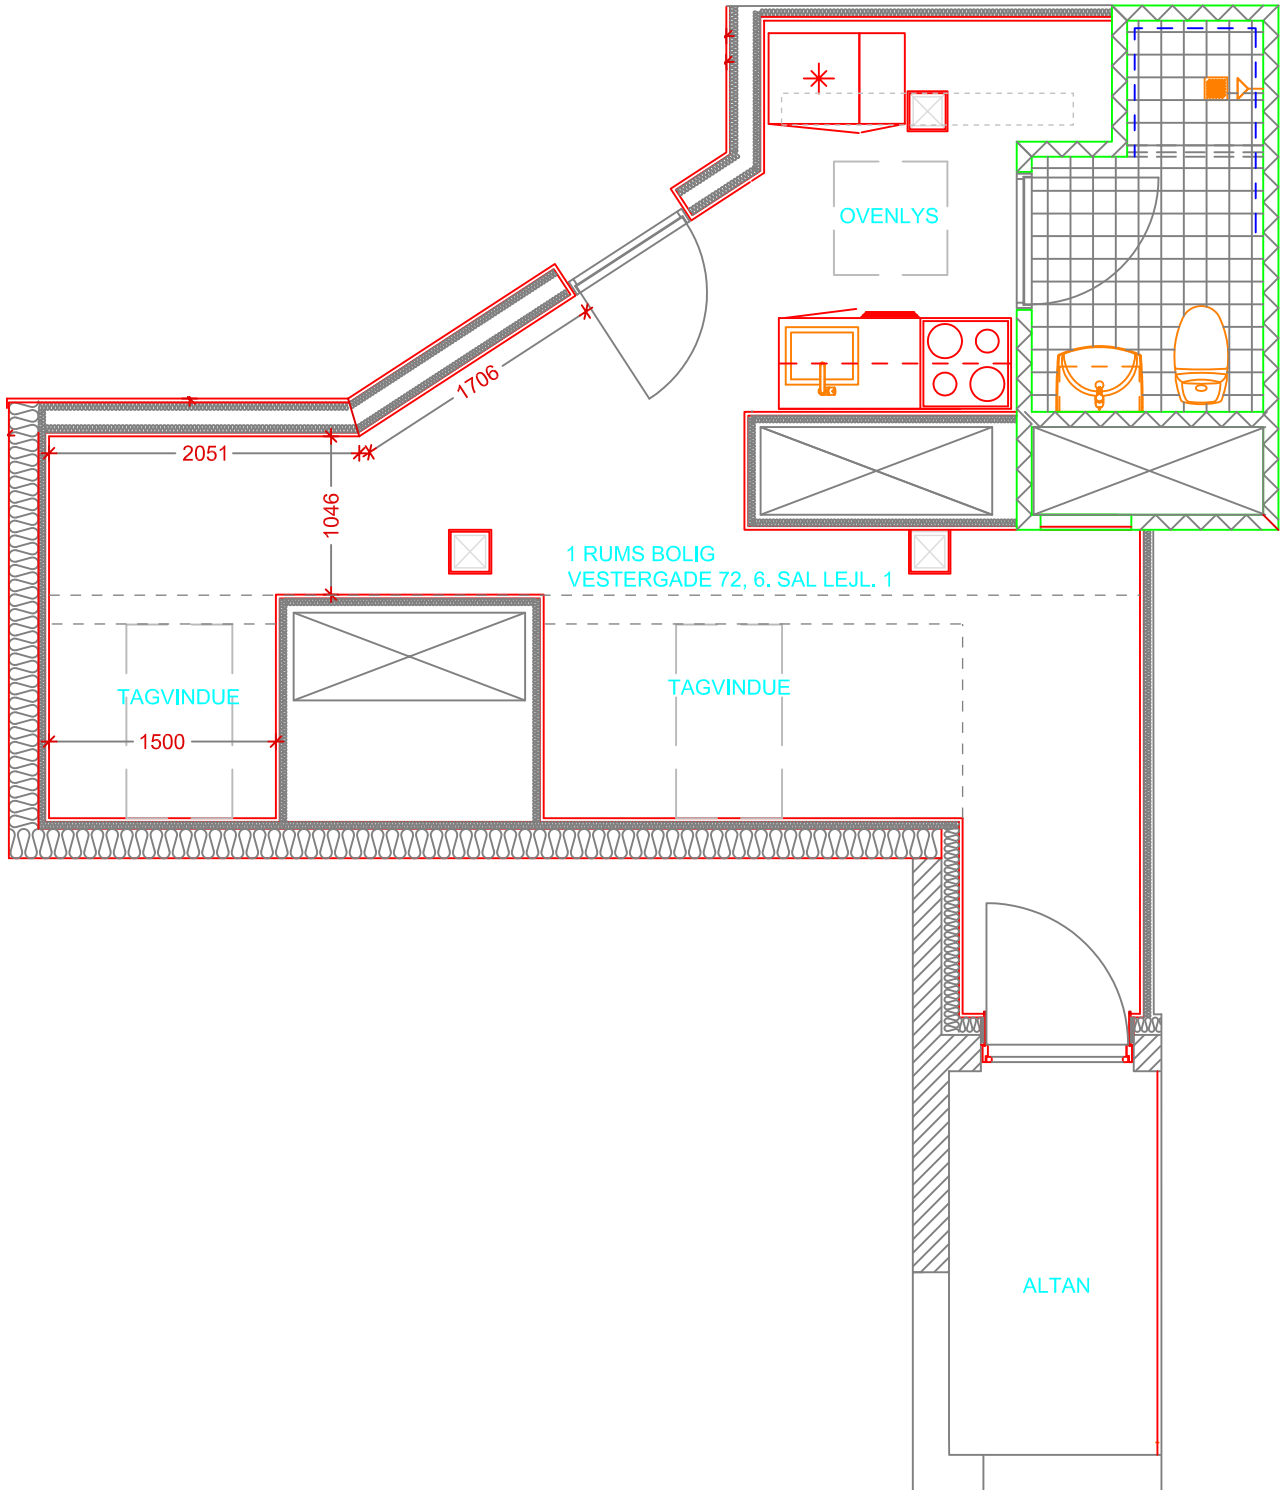 OVENLYS
1706
2051
1046
1 RUMS BOLIG
VESTERGADE 72, 6. SAL LEJL. 1
TAGVINDUE
TAGVINDUE
1500
ALTAN